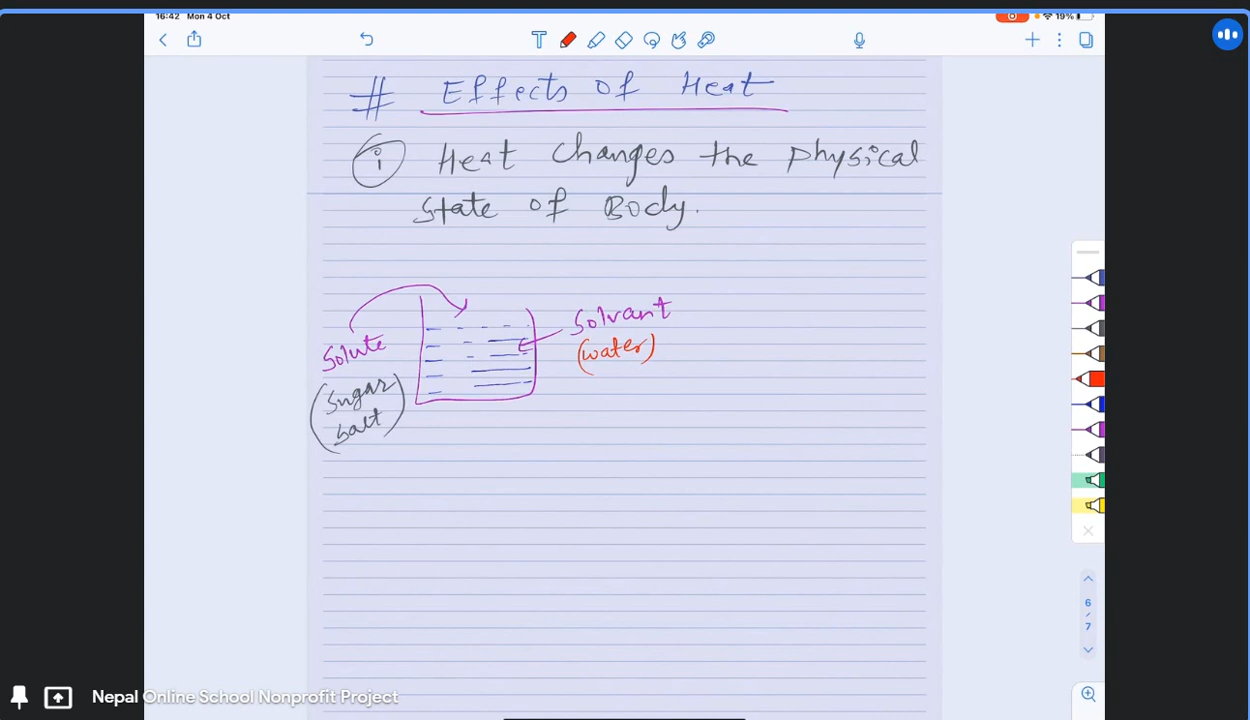 16:42 Mon 4 Oct
19%
# Effects of Heat
i Heat changes the physical
state of Body.
Solute
(Sugar
Salt)
Solvant
(water)
6
/
7
Nepal Online School Nonprofit Project